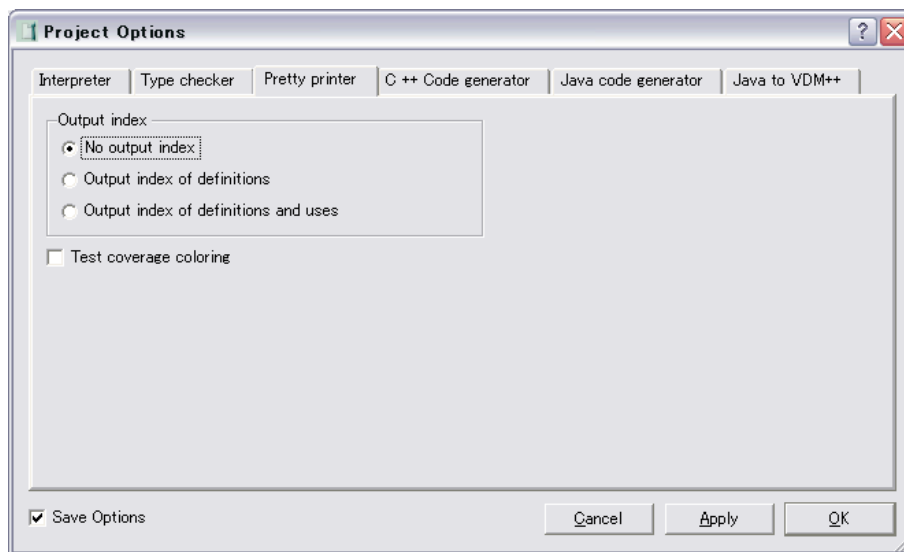 Project Options
Interpreter Type checker Pretty printer C ++ Code generator Java code generator Java to VDM++
Output index
No output index
Output index of definitions
Output index of definitions and uses
Test coverage coloring
Save Options Cancel Apply OK